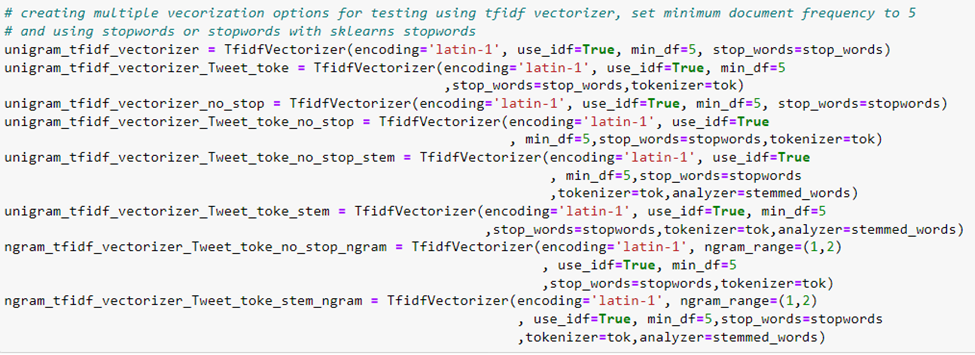 # creating multiple vecorization options for testing using tfidf vectorizer, set minimum document frequency to 5
# and using stopwords or stopwords with sklearns stopwords
unigram_tfidf_vectorizer = TfidfVectorizer(encoding='latin-1', use_idf=True, min_df=5, stop_words=stop_words)
unigram_tfidf_vectorizer_Tweet_toke = TfidfVectorizer(encoding='latin-1', use_idf=True, min_df=5
,stop_words=stop_words,tokenizer=tok)
unigram_tfidf_vectorizer_no_stop = TfidfVectorizer(encoding='latin-1', use_idf=True, min_df=5, stop_words=stopwords)
unigram_tfidf_vectorizer_Tweet_toke_no_stop = TfidfVectorizer(encoding='latin-1', use_idf=True
, min_df=5,stop_words=stopwords,tokenizer=tok)
unigram_tfidf_vectorizer_Tweet_toke_no_stop_stem = TfidfVectorizer(encoding='latin-1', use_idf=True
, min_df=5,stop_words=stopwords
,tokenizer=tok,analyzer=stemmed_words)
unigram_tfidf_vectorizer_Tweet_toke_stem = TfidfVectorizer(encoding='latin-1', use_idf=True, min_df=5
,stop_words=stopwords,tokenizer=tok,analyzer=stemmed_words)
ngram_tfidf_vectorizer_Tweet_toke_no_stop_ngram = TfidfVectorizer(encoding='latin-1', ngram_range=(1,2)
, use_idf=True, min_df=5
,stop_words=stopwords,tokenizer=tok)
ngram_tfidf_vectorizer_Tweet_toke_stem_ngram = TfidfVectorizer(encoding='latin-1', ngram_range=(1,2)
, use_idf=True, min_df=5,stop_words=stopwords
,tokenizer=tok,analyzer=stemmed_words)